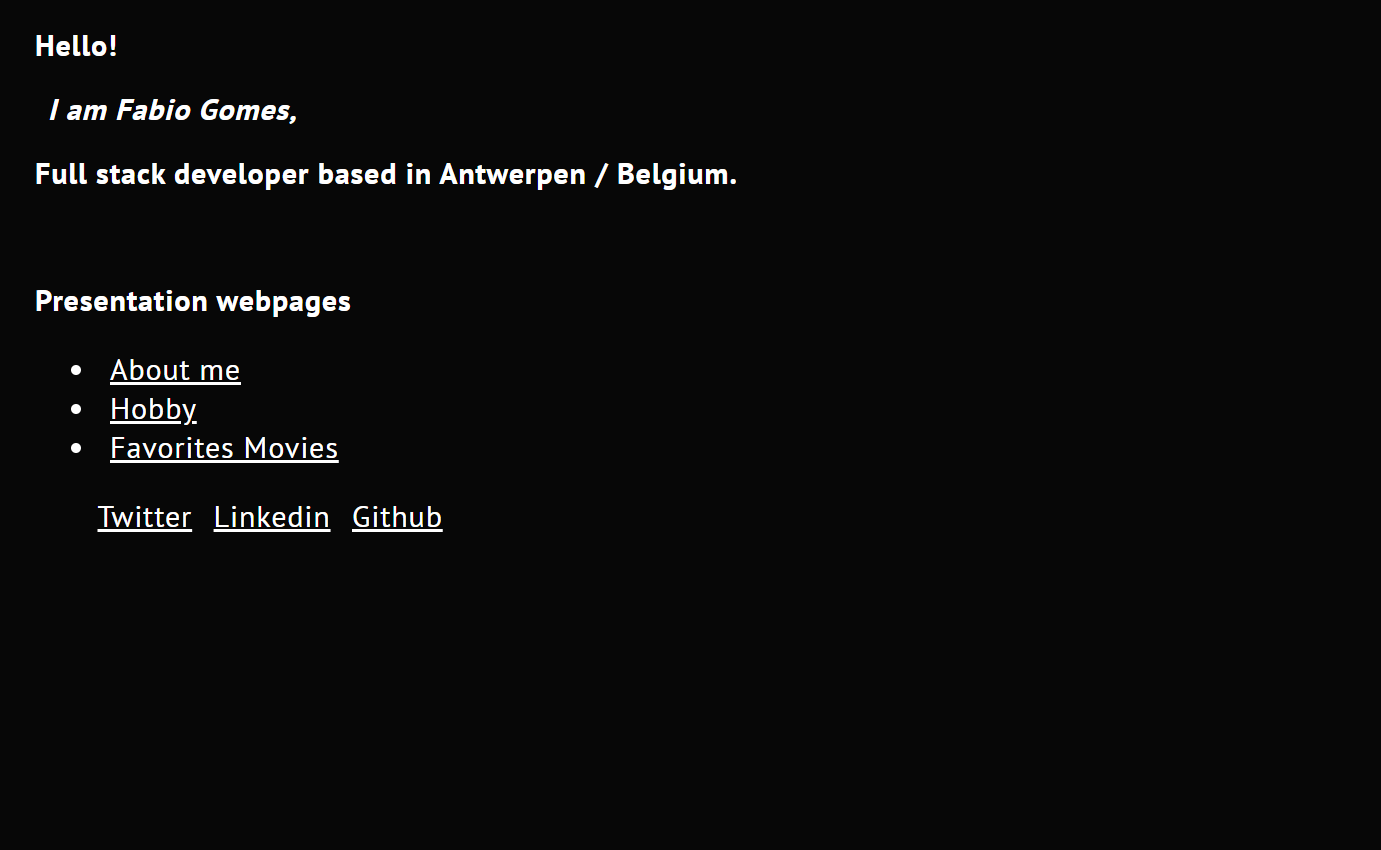 Hello!
I am Fabio Gomes,
Full stack developer based in Antwerpen / Belgium.
Presentation webpages
About me
Hobby
Favorites Movies
Twitter Linkedin Github